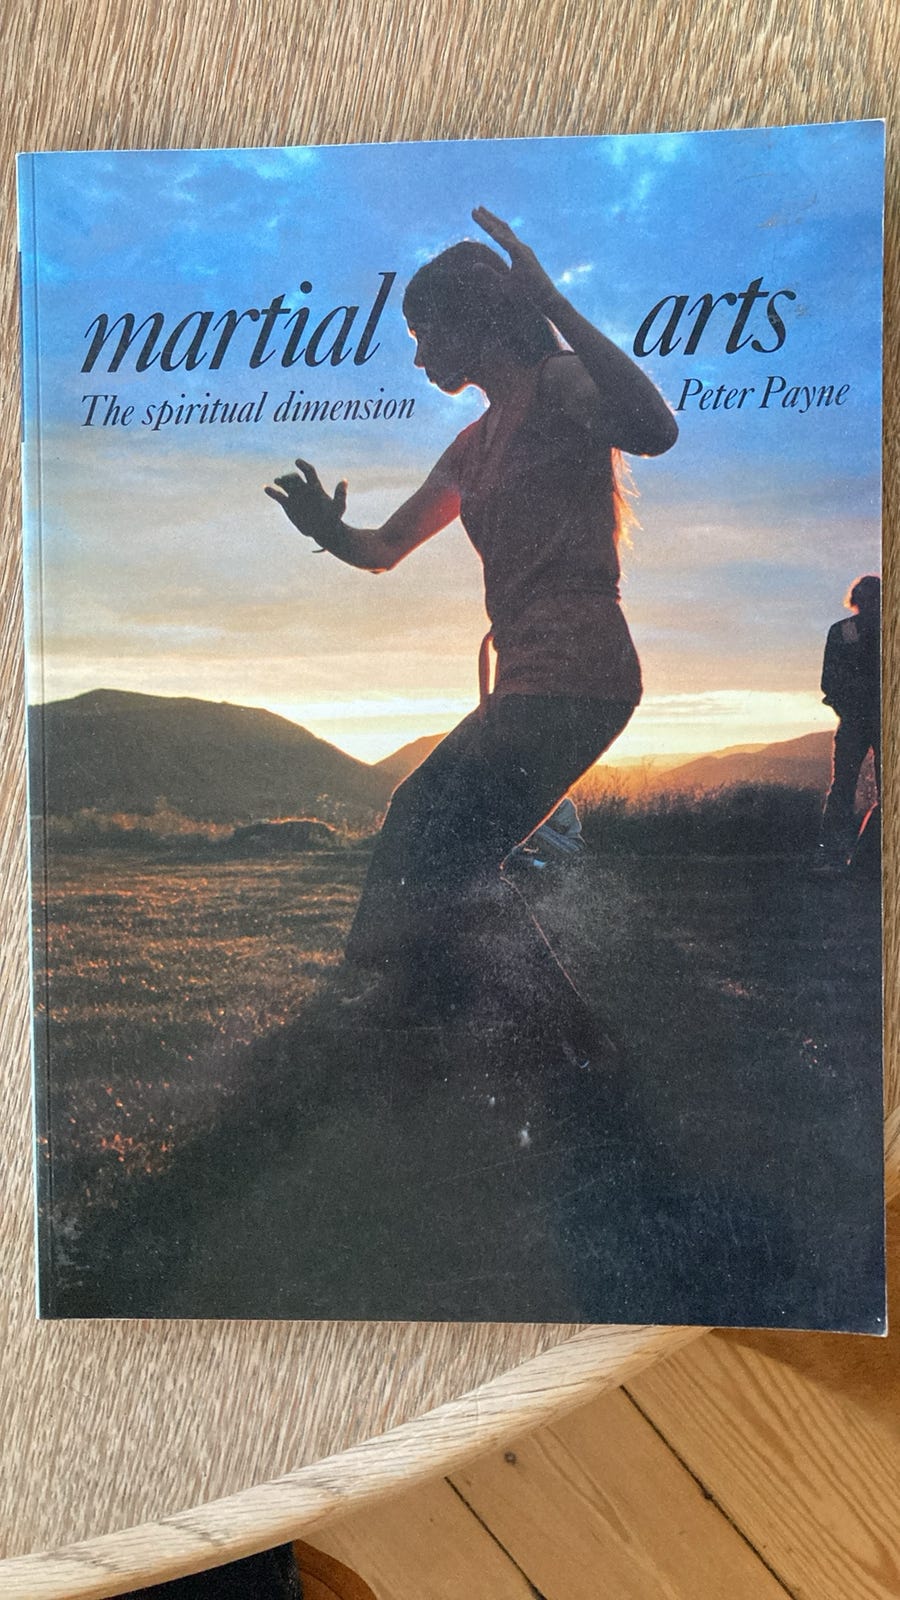 martial arts
The spiritual dimension
Peter Payne